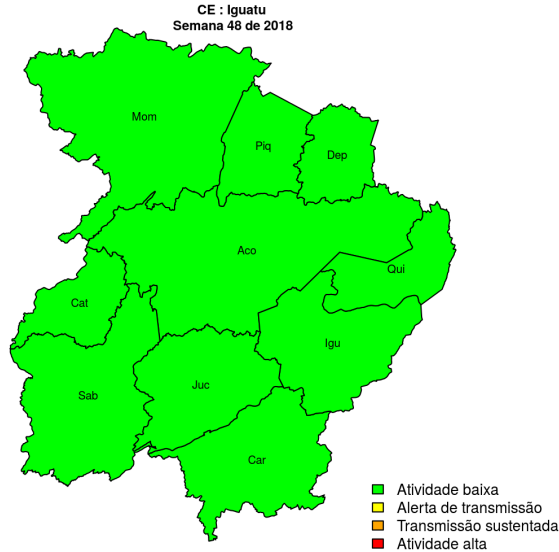 CE : Iguatu
Semana 48 de 2018
Mom
Piq
Dep
Aco
Qui
Cat
Igu
Juc
Sab
Car
Atividade baixa
Alerta de transmissão
Transmissão sustentada
Atividade alta